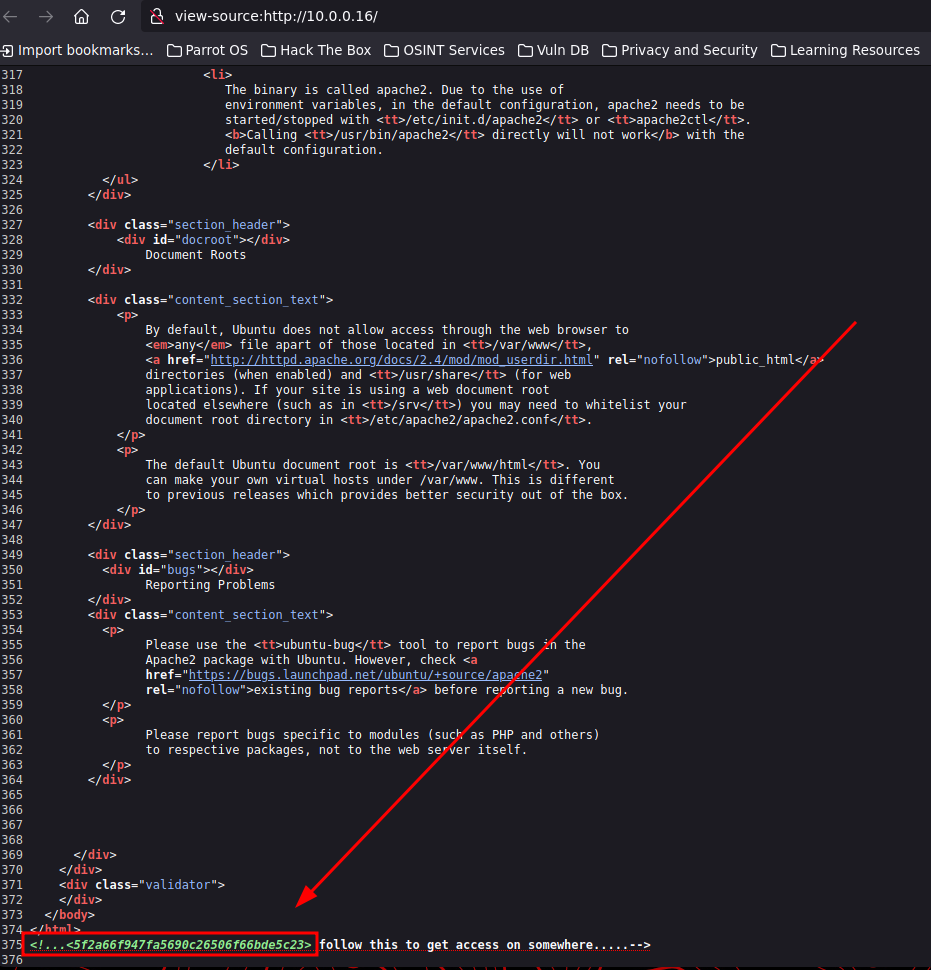 view-source:http://10.0.0.16/
Import bookmarks... Parrot OS Hack The Box OSINT Services Vuln DB Privacy and Security Learning Resources
317 <li>
318 The binary is called apache2. Due to the use of
319 environment variables, in the default configuration, apache2 needs to be
320 started/stopped with <tt>/etc/init.d/apache2</tt> or <tt>apache2ctl</tt>.
321 <b>Calling <tt>/usr/bin/apache2</tt> directly will not work</b> with the
322 default configuration.
323 </li>
324 </ul>
325 </div>
326
327 <div class="section_header">
328 <div id="docroot"></div>
329 Document Roots
330 </div>
331
332 <div class="content_section_text">
333 <p>
334 By default, Ubuntu does not allow access through the web browser to
335 <em>any</em> file apart of those located in <tt>/var/www</tt>,
336 <a href="http://httpd.apache.org/docs/2.4/mod/mod_userdir.html" rel="nofollow">public_html</a>
337 directories (when enabled) and <tt>/usr/share</tt> (for web
338 applications). If your site is using a web document root
339 located elsewhere (such as in <tt>/srv</tt>) you may need to whitelist your
340 document root directory in <tt>/etc/apache2/apache2.conf</tt>.
341 </p>
342 <p>
343 The default Ubuntu document root is <tt>/var/www/html</tt>. You
344 can make your own virtual hosts under /var/www. This is different
345 to previous releases which provides better security out of the box.
346 </p>
347 </div>
348
349 <div class="section_header">
350 <div id="bugs"></div>
351 Reporting Problems
352 </div>
353 <div class="content_section_text">
354 <p>
355 Please use the <tt>ubuntu-bug</tt> tool to report bugs in the
356 Apache2 package with Ubuntu. However, check <a
357 href="https://bugs.launchpad.net/ubuntu/+source/apache2"
358 rel="nofollow">existing bug reports</a> before reporting a new bug.
359 </p>
360 <p>
361 Please report bugs specific to modules (such as PHP and others)
362 to respective packages, not to the web server itself.
363 </p>
364 </div>
365
366
367
368
369 </div>
370 </div>
371 <div class="validator">
372 </div>
373 </body>
374 </html>
375 <!...<5f2a66f947fa5690c26506f66bde5c23> follow this to get access on somewhere.....-->
376